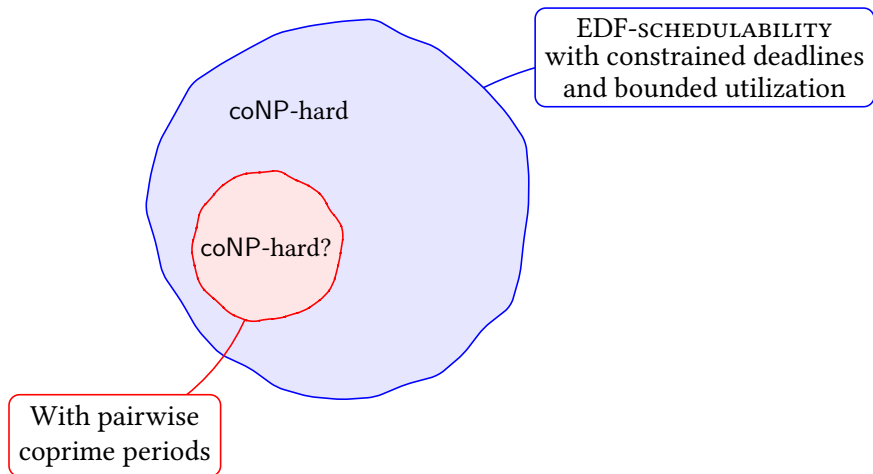 EDF-SCHEDULABILITY
with constrained deadlines
and bounded utilization
coNP-hard
coNP-hard?
With pairwise
coprime periods